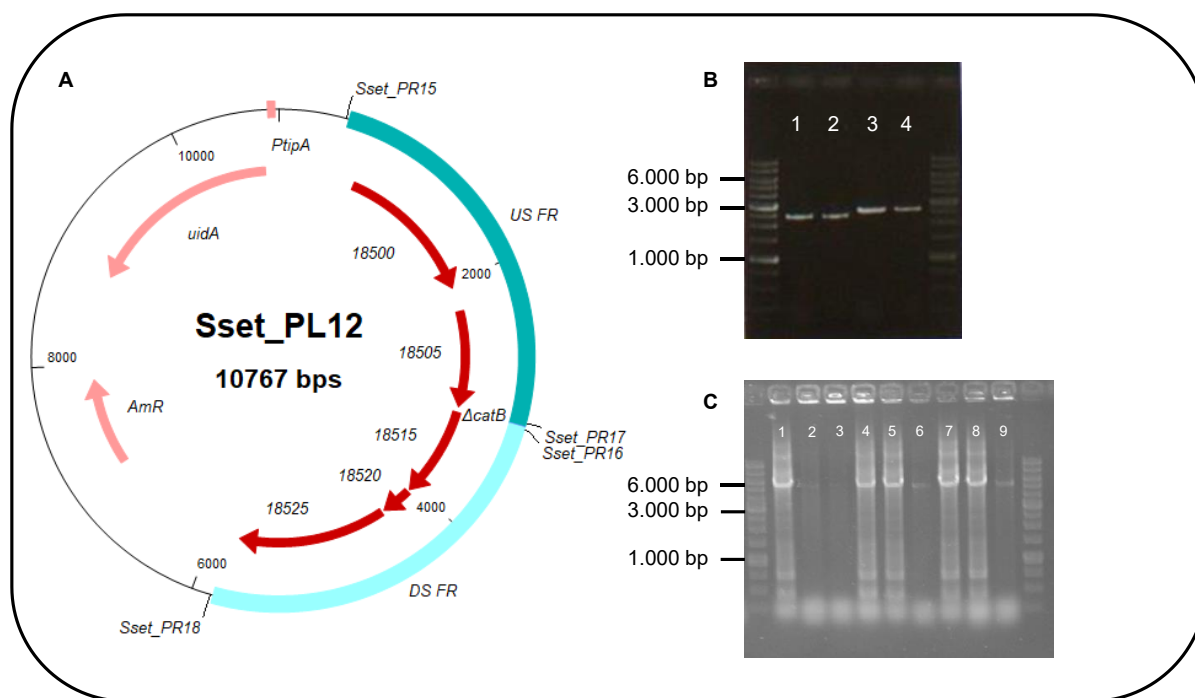 A
Sset_PR15
PtipA
10000
uidA
US FR
18500
2000
Sset_PL12
10767 bps
18505
8000
AmR
ΔcatB
18515
Sset_PR17
Sset_PR16
18520
18525
4000
6000
DS FR
Sset_PR18
B
1 2 3 4
6.000 bp
3.000 bp
1.000 bp
C
1 2 3 4 5 6 7 8 9
6.000 bp
3.000 bp
1.000 bp